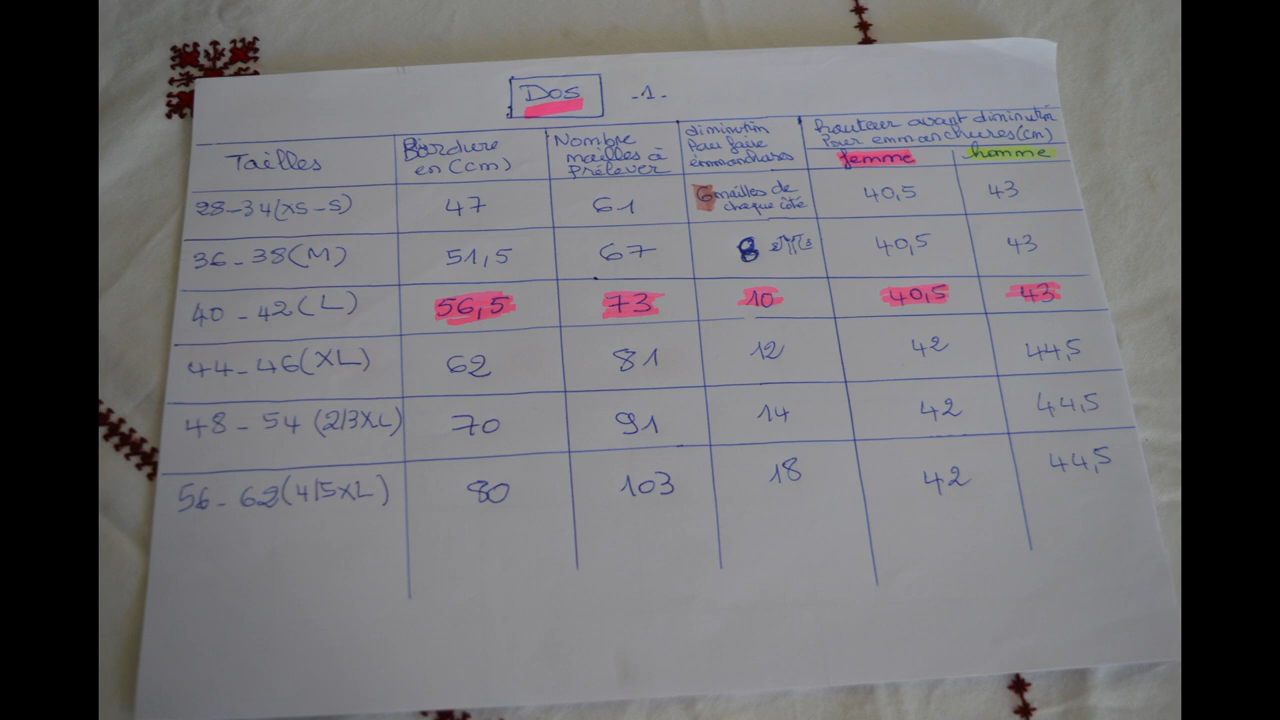 DOS -1-
Tailles Bordure en (cm) Nombre mailles à prélever diminution Pour faire emmanchures hauteur avant diminution Pour emmanchures (cm)
femme homme
28-34 (XS-S) 47 61 6 mailles de chaque côté 40,5 43
36-38 (M) 51,5 67 8 40,5 43
40-42 (L) 56,5 73 10 40,5 43
44-46 (XL) 62 81 12 42 44,5
48-54 (2/3XL) 70 91 14 42 44,5
56-62 (4/5XL) 80 103 18 42 44,5